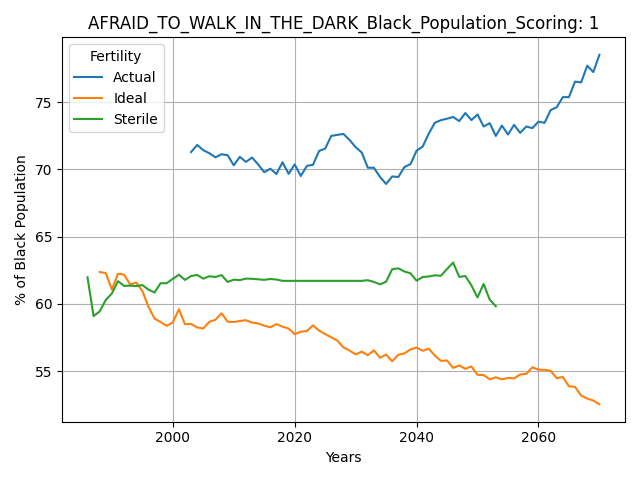 AFRAID_TO_WALK_IN_THE_DARK_Black_Population_Scoring: 1
Fertility
Actual
Ideal
Sterile
% of Black Population
75
70
65
60
55
2000 2020 2040 2060
Years